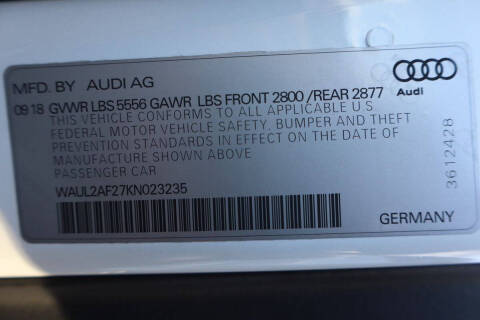 MFD. BY AUDI AG
09 18 GVWR LBS 5556 GAWR LBS FRONT 2800 /REAR 2877
THIS VEHICLE CONFORMS TO ALL APPLICABLE U S
FEDERAL MOTOR VEHICLE SAFETY, BUMPER AND THEFT
PREVENTION STANDARDS IN EFFECT ON THE DATE OF
MANUFACTURE SHOWN ABOVE
PASSENGER CAR
WAUL2AF27KN023235
Audi
3612428
GERMANY